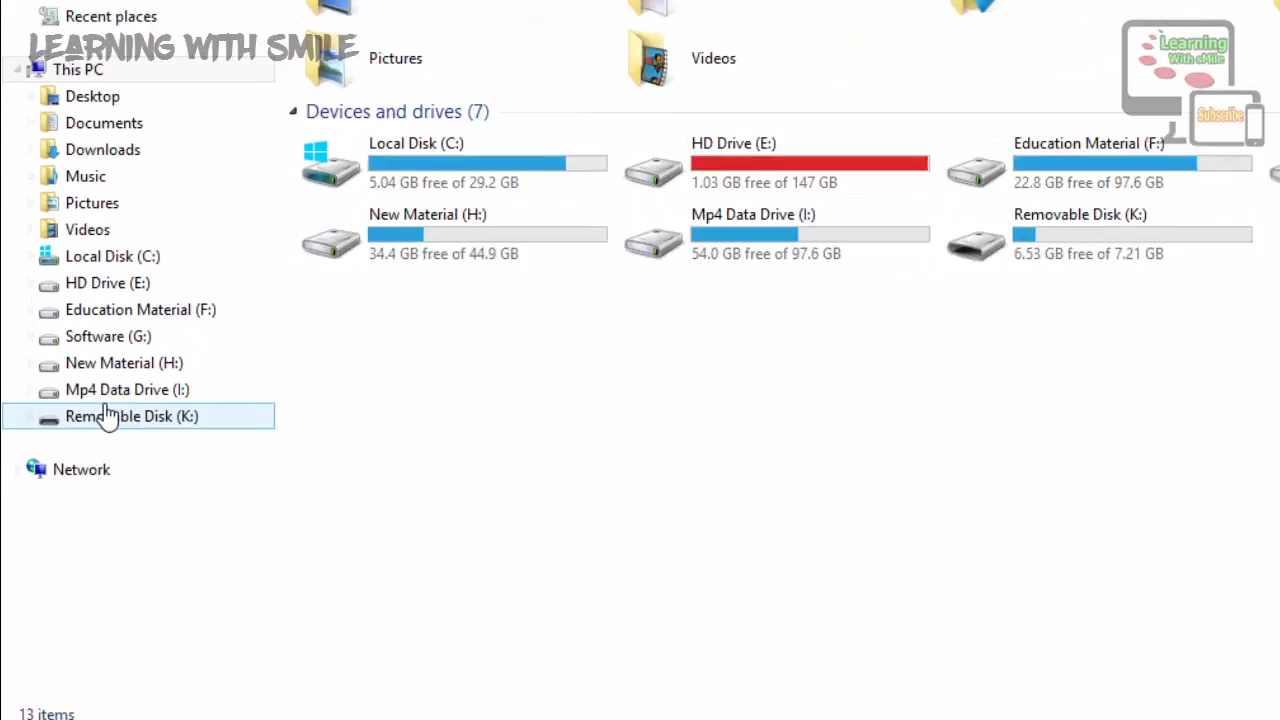 Recent places
LEARNING WITH SMILE
This PC
Desktop
Documents
Downloads
Music
Pictures
Videos
Local Disk (C:)
HD Drive (E:)
Education Material (F:)
Software (G:)
New Material (H:)
Mp4 Data Drive (I:)
Removable Disk (K:)
Network
13 items
Pictures
Videos
Devices and drives (7)
Local Disk (C:)
5.04 GB free of 29.2 GB
HD Drive (E:)
1.03 GB free of 147 GB
Education Material (F:)
22.8 GB free of 97.6 GB
New Material (H:)
34.4 GB free of 44.9 GB
Mp4 Data Drive (I:)
54.0 GB free of 97.6 GB
Removable Disk (K:)
6.53 GB free of 7.21 GB
Learning
With sMile
Subscribe